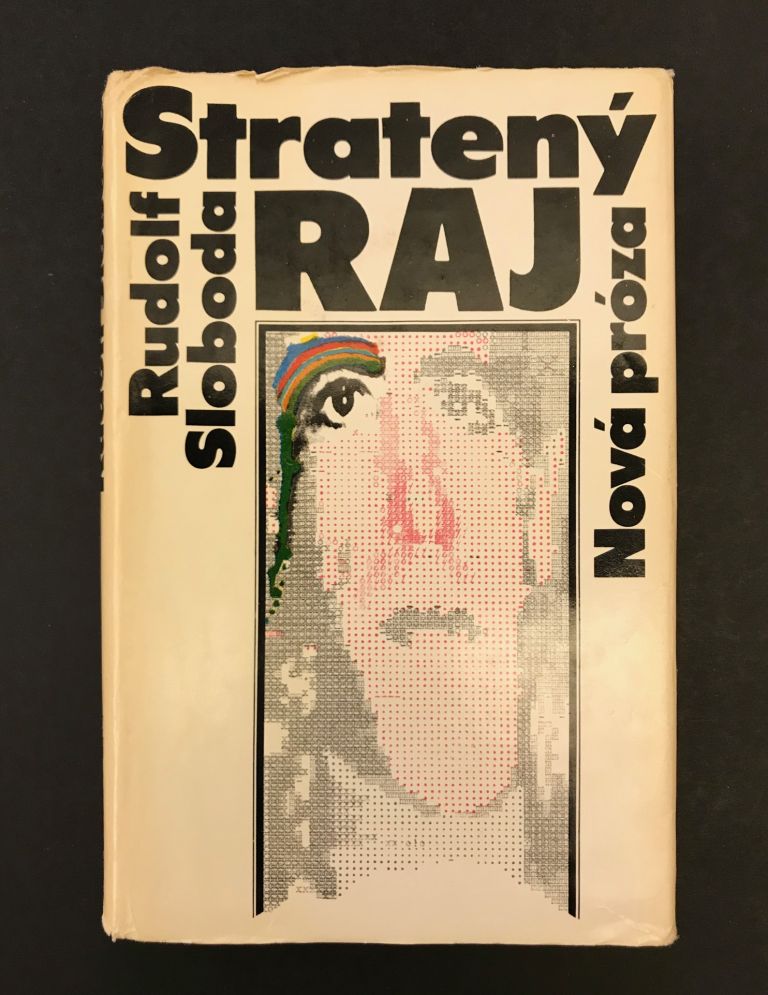 Stratený
RAJ
Rudolf
Sloboda
Nová próza